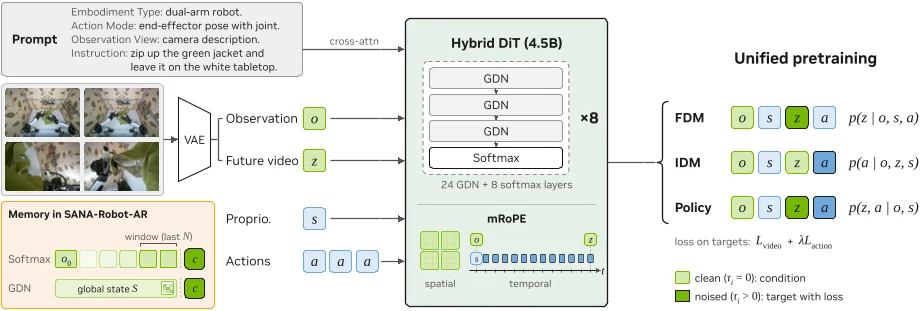 Prompt
Embodiment Type: dual-arm robot.
Action Mode: end-effector pose with joint.
Observation View: camera description.
Instruction: zip up the green jacket and
leave it on the white tabletop.
cross-attn
VAE
Observation o
Future video z
Proprio. s
Actions a a a
Memory in SANA-Robot-AR
window (last N)
Softmax o₀ c
GDN global state S c
Hybrid DiT (4.5B)
GDN
GDN
GDN
Softmax
×8
24 GDN + 8 softmax layers
mRoPE
o z
s
t
spatial temporal
Unified pretraining
FDM o s z a p(z | o, s, a)
IDM o s z a p(a | o, z, s)
Policy o s z a p(z, a | o, s)
loss on targets: L_video + λL_action
clean (τᵢ = 0): condition
noised (τᵢ > 0): target with loss